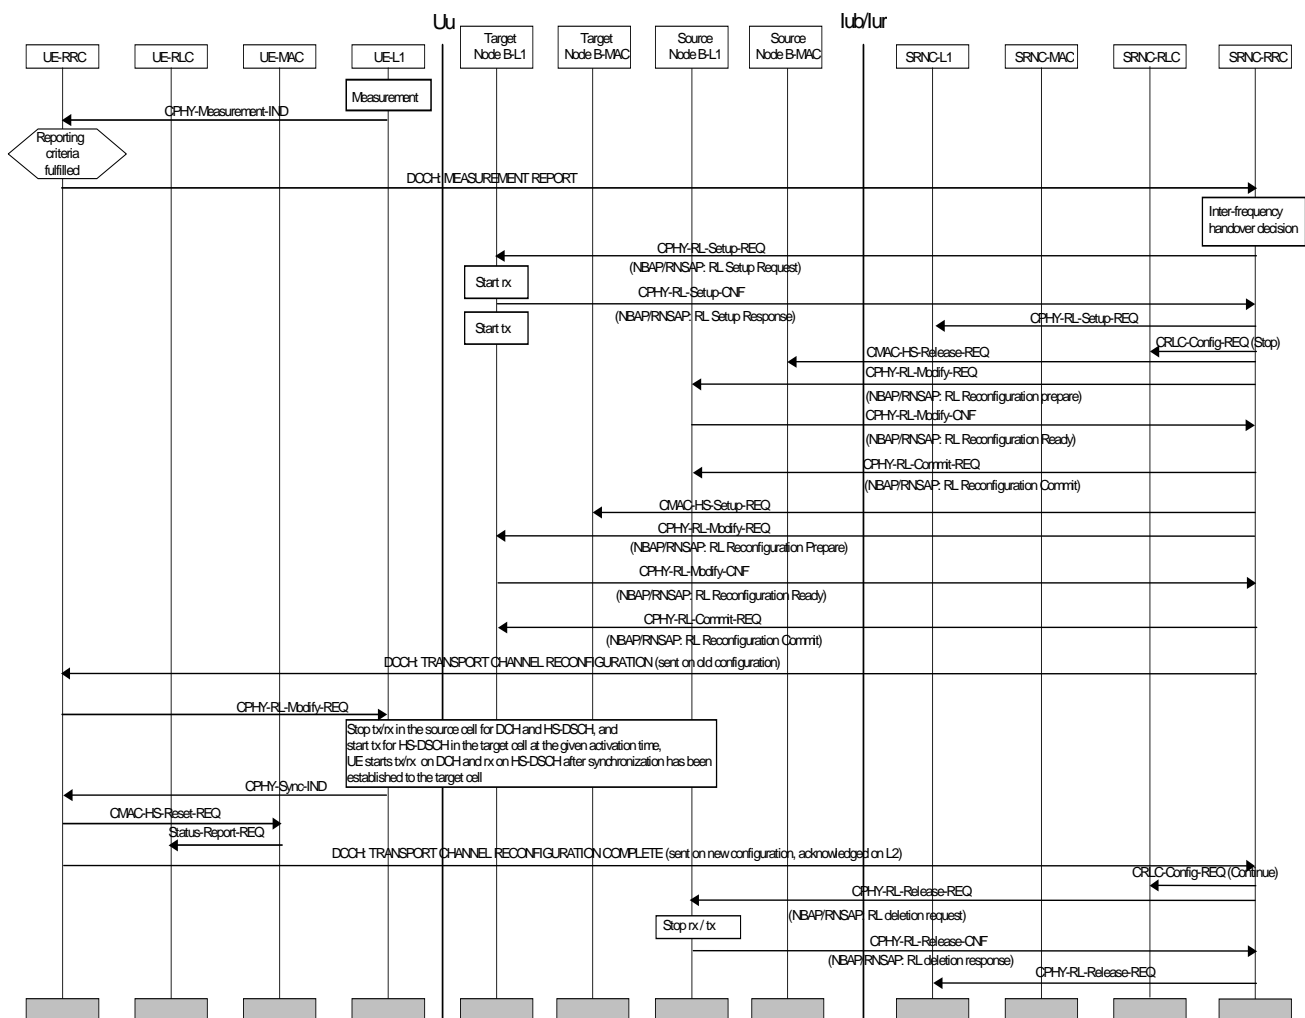 Uu
Iub/Iur
UE-RRC
UE-RLC
UE-MAC
UE-L1
Target
Node B-L1
Target
Node B-MAC
Source
Node B-L1
Source
Node B-MAC
SRNC-L1
SRNC-MAC
SRNC-RLC
SRNC-RRC
Measurement
CPHY-Measurement-IND
Reporting
criteria
fulfilled
DCCH: MEASUREMENT REPORT
Inter-frequency
handover decision
CPHY-RL-Setup-REQ
(NBAP/RNSAP: RL Setup Request)
Start rx
CPHY-RL-Setup-CNF
(NBAP/RNSAP: RL Setup Response)
Start tx
CPHY-RL-Setup-REQ
CRLC-Config-REQ (Stop)
CMAC-HS-Release-REQ
CPHY-RL-Modify-REQ
(NBAP/RNSAP: RL Reconfiguration prepare)
CPHY-RL-Modify-CNF
(NBAP/RNSAP: RL Reconfiguration Ready)
CPHY-RL-Commit-REQ
(NBAP/RNSAP: RL Reconfiguration Commit)
CMAC-HS-Setup-REQ
CPHY-RL-Modify-REQ
(NBAP/RNSAP: RL Reconfiguration Prepare)
CPHY-RL-Modify-CNF
(NBAP/RNSAP: RL Reconfiguration Ready)
CPHY-RL-Commit-REQ
(NBAP/RNSAP: RL Reconfiguration Commit)
DCCH: TRANSPORT CHANNEL RECONFIGURATION (sent on old configuration)
CPHY-RL-Modify-REQ
Stop tx/rx in the source cell for DCH and HS-DSCH, and
start tx for HS-DSCH in the target cell at the given activation time,
UE starts tx/rx on DCH and rx on HS-DSCH after synchronization has been
established to the target cell
CPHY-Sync-IND
CMAC-HS-Reset-REQ
Status-Report-REQ
DCCH: TRANSPORT CHANNEL RECONFIGURATION COMPLETE (sent on new configuration, acknowledged on L2)
CRLC-Config-REQ (Continue)
CPHY-RL-Release-REQ
(NBAP/RNSAP: RL deletion request)
Stop rx / tx
CPHY-RL-Release-CNF
(NBAP/RNSAP: RL deletion response)
CPHY-RL-Release-REQ